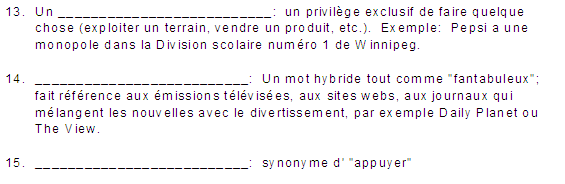 13. Un __________________________: un privilège exclusif de faire quelque
chose (exploiter un terrain, vendre un produit, etc.). Exemple: Pepsi a une
monopole dans la Division scolaire numéro 1 de Winnipeg.
14. __________________________: Un mot hybride tout comme "fantabuleux";
fait référence aux émissions télévisées, aux sites webs, aux journaux qui
mélangent les nouvelles avec le divertissement, par exemple Daily Planet ou
The View.
15. __________________________: synonyme d' "appuyer"